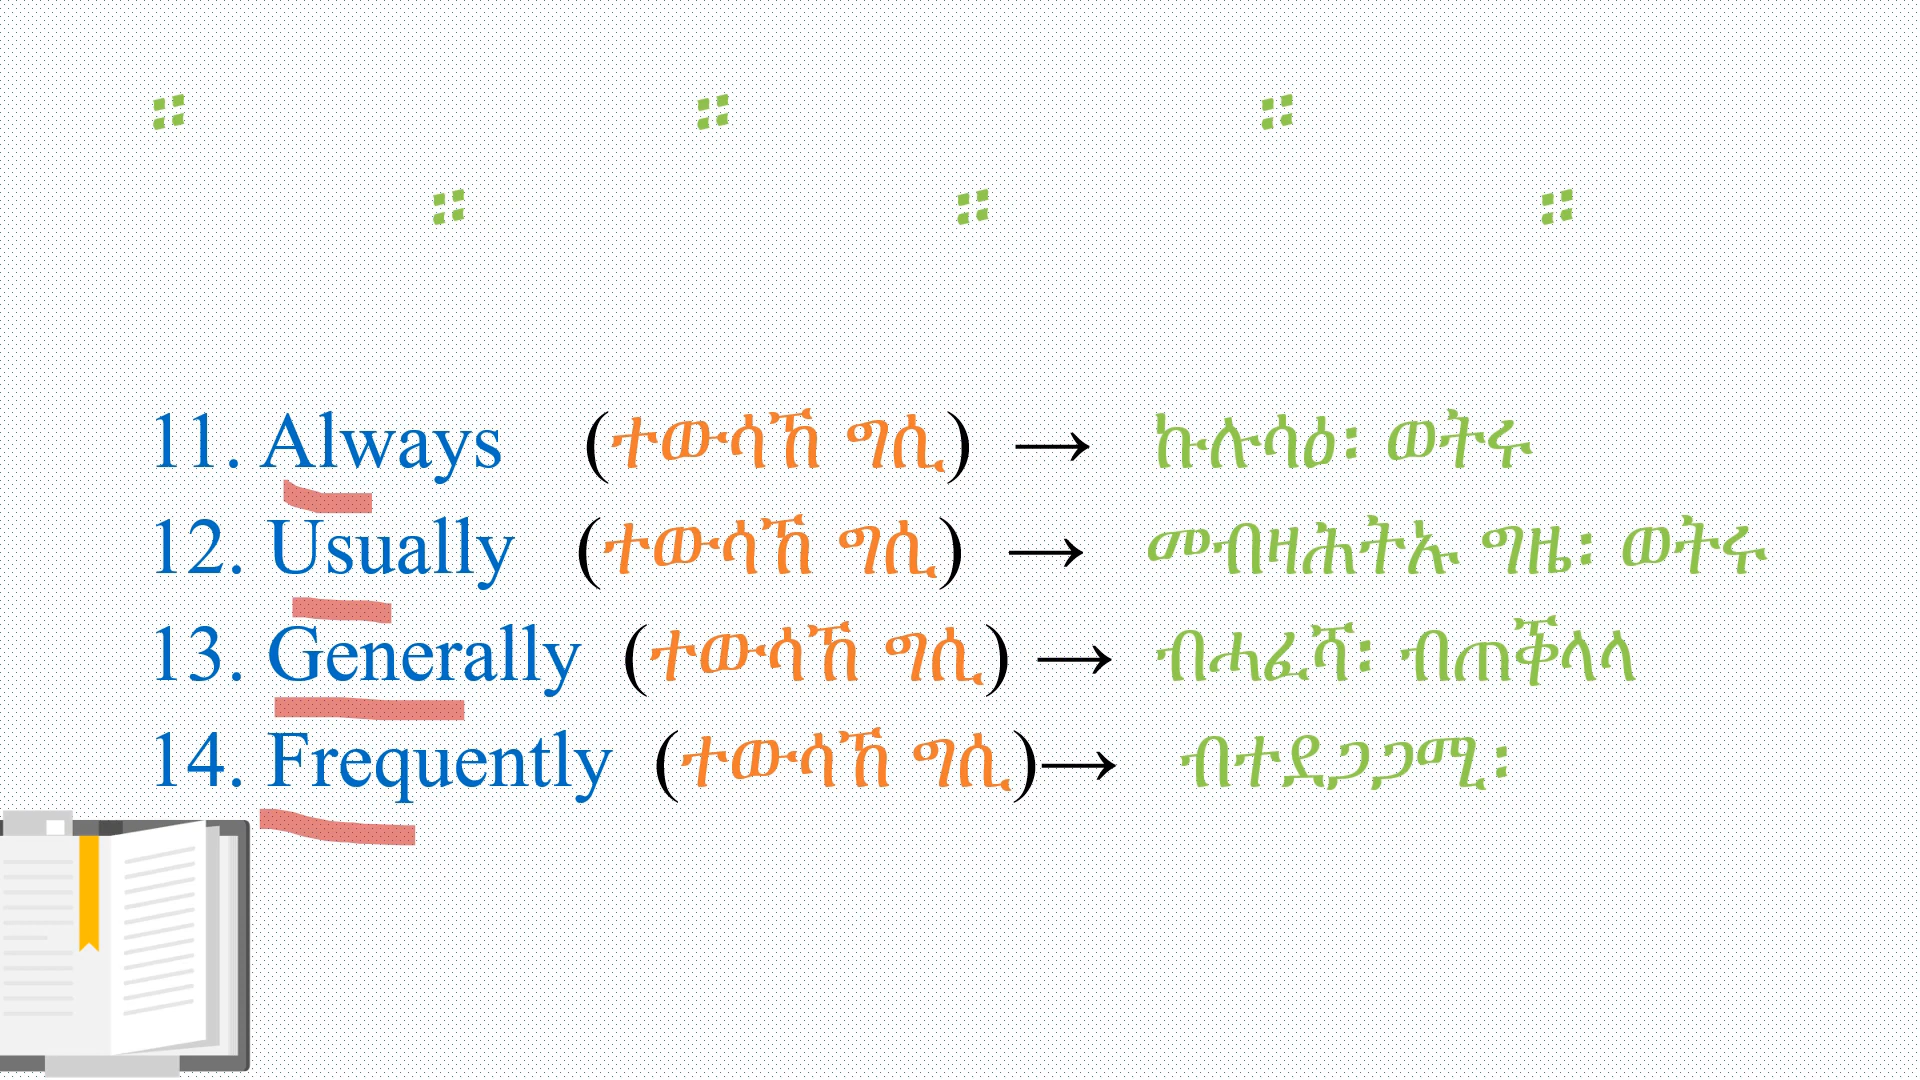 ።    ።    ።
።    ።    ።
11. Always (ተውሳኸ ግሲ) → ኩሉሳዕ፡ ወትሩ
12. Usually (ተውሳኸ ግሲ) → መብዛሕትኡ ግዜ፡ ወትሩ
13. Generally (ተውሳኸ ግሲ) → ብሓፈሻ፡ ብጠቕላላ
14. Frequently (ተውሳኸ ግሲ)→ ብተደጋጋሚ፡